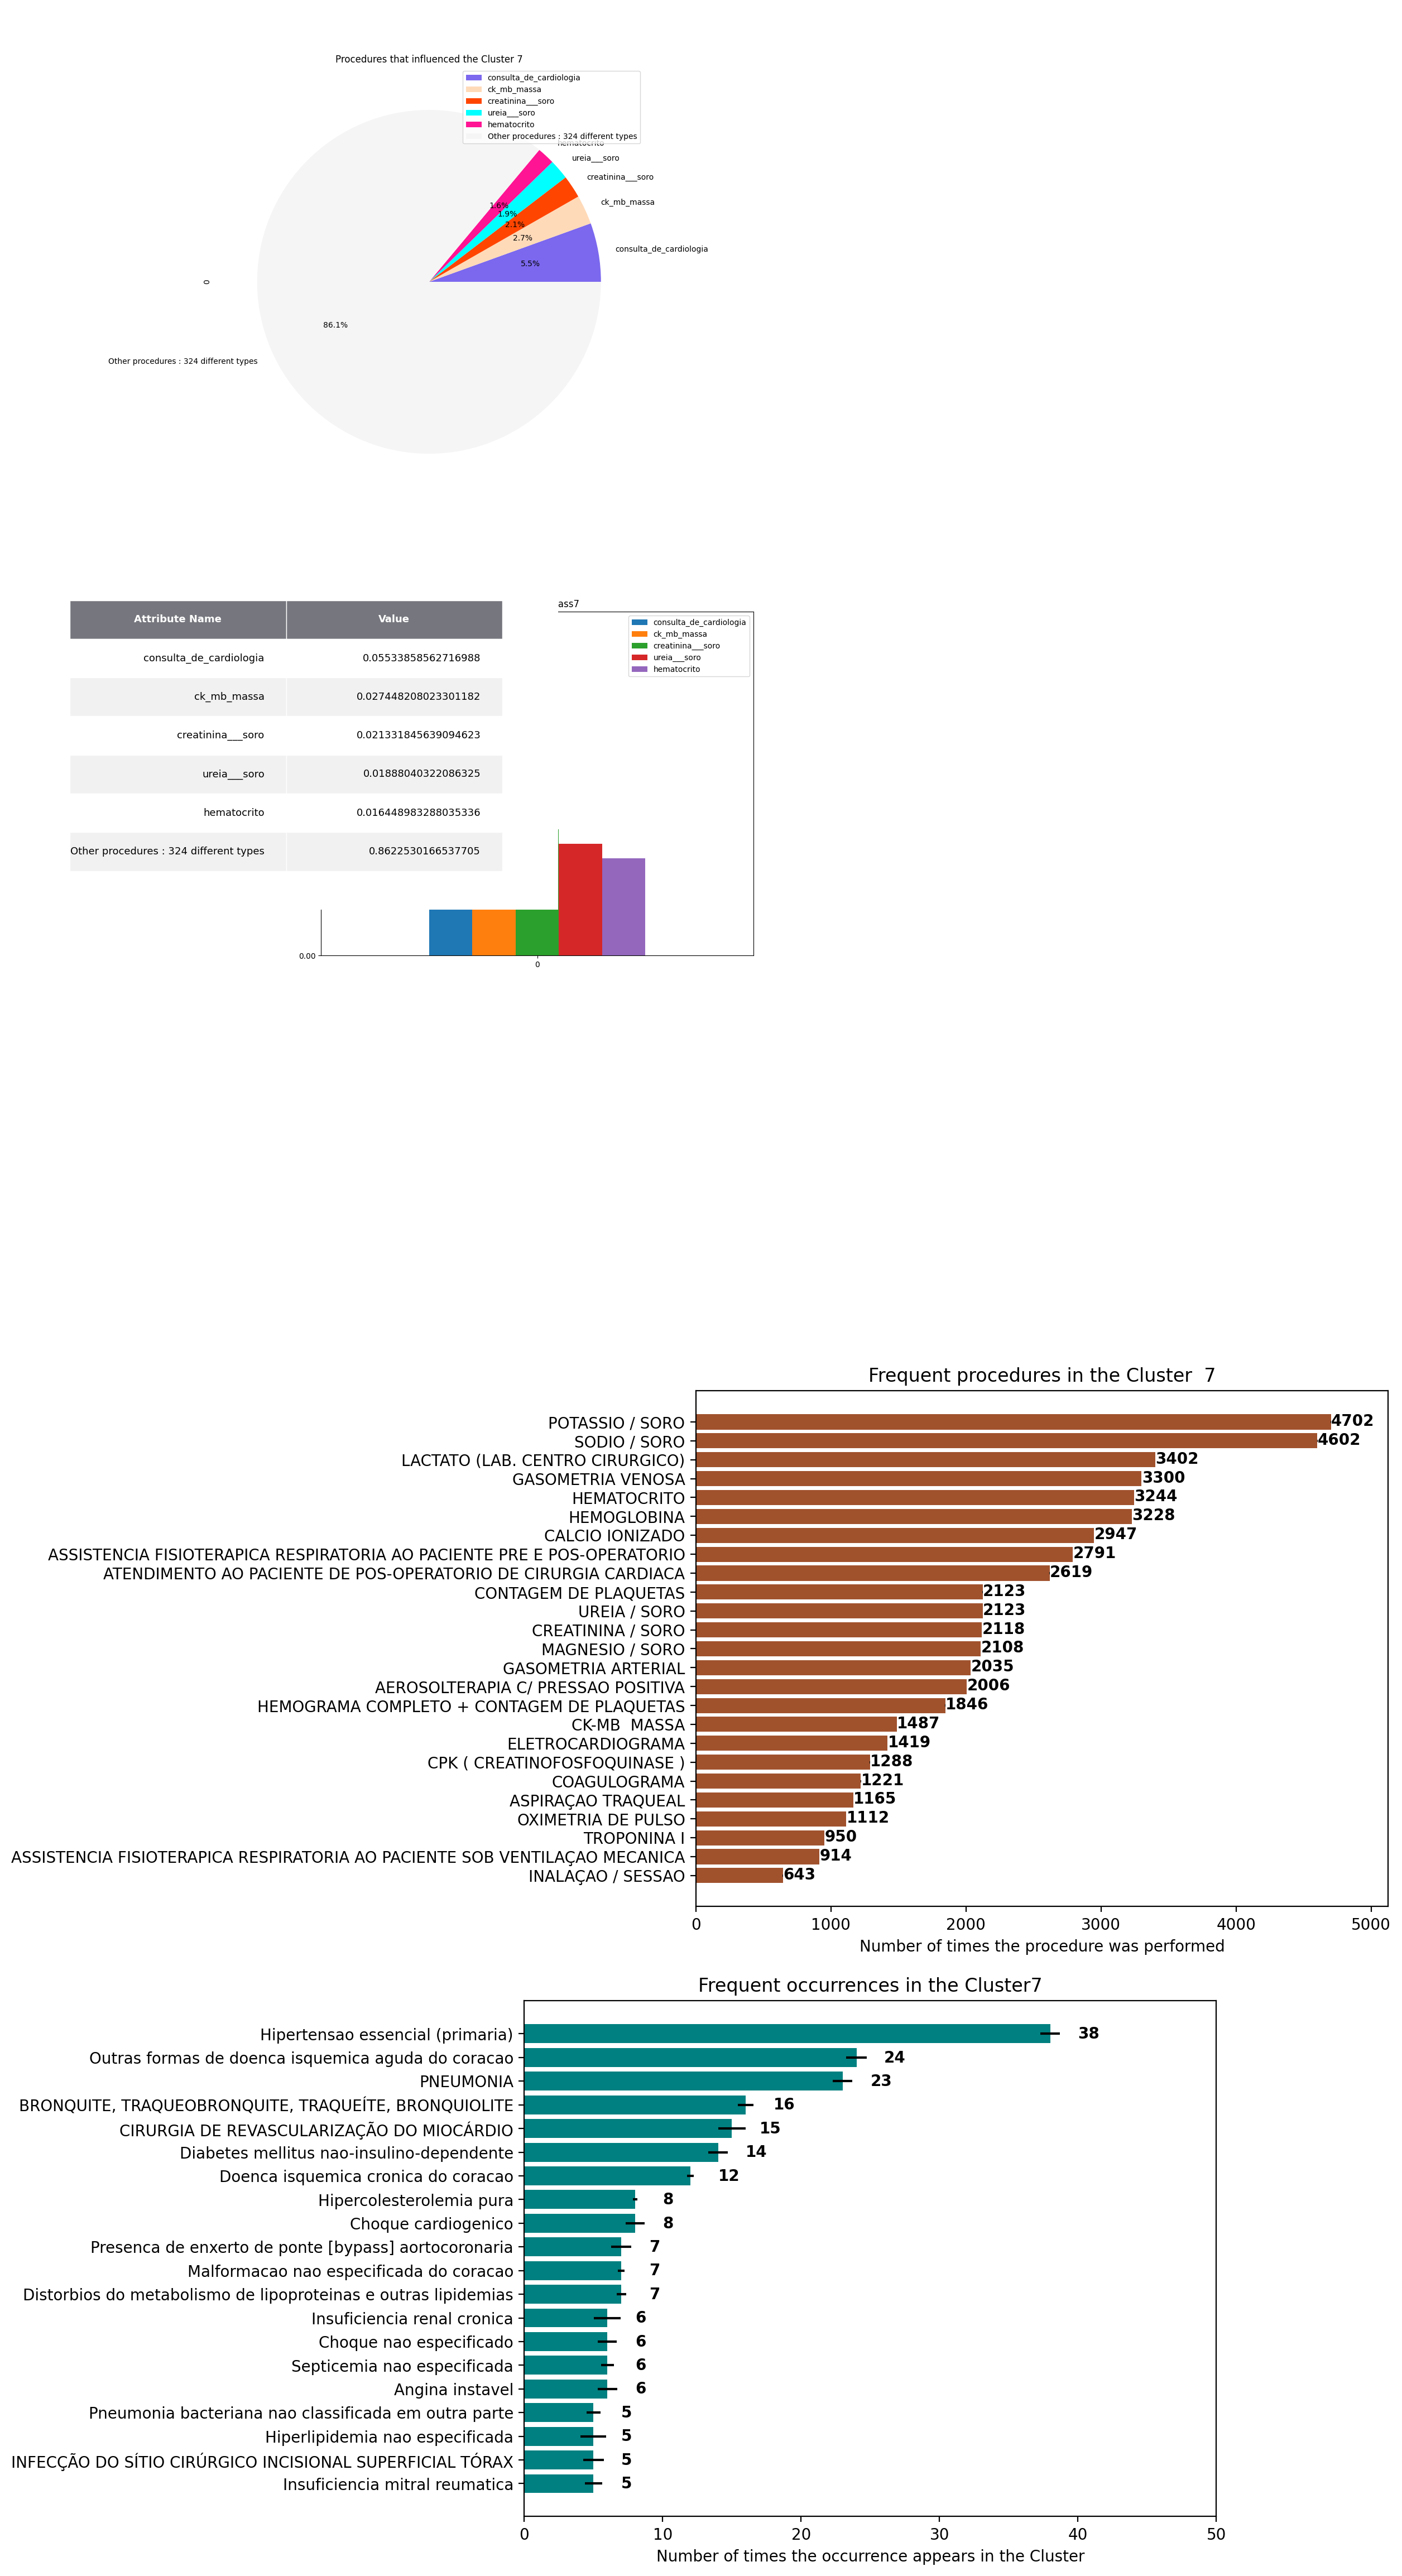 Procedures that influenced the Cluster 7
consulta_de_cardiologia
ck_mb_massa
creatinina___soro
ureia___soro
hematocrito
Other procedures : 324 different types
hematocrito
ureia___soro
creatinina___soro
ck_mb_massa
consulta_de_cardiologia
1.6%
1.9%
2.1%
2.7%
5.5%
0
86.1%
Other procedures : 324 different types
ass7
Attribute Name Value
consulta_de_cardiologia 0.05533858562716988
ck_mb_massa 0.027448208023301182
creatinina___soro 0.021331845639094623
ureia___soro 0.01888040322086325
hematocrito 0.016448983288035336
Other procedures : 324 different types 0.8622530166537705
consulta_de_cardiologia
ck_mb_massa
creatinina___soro
ureia___soro
hematocrito
0.00
0
Frequent procedures in the Cluster  7
POTASSIO / SORO 4702
SODIO / SORO 4602
LACTATO (LAB. CENTRO CIRURGICO) 3402
GASOMETRIA VENOSA 3300
HEMATOCRITO 3244
HEMOGLOBINA 3228
CALCIO IONIZADO 2947
ASSISTENCIA FISIOTERAPICA RESPIRATORIA AO PACIENTE PRE E POS-OPERATORIO 2791
ATENDIMENTO AO PACIENTE DE POS-OPERATORIO DE CIRURGIA CARDIACA 2619
CONTAGEM DE PLAQUETAS 2123
UREIA / SORO 2123
CREATININA / SORO 2118
MAGNESIO / SORO 2108
GASOMETRIA ARTERIAL 2035
AEROSOLTERAPIA C/ PRESSAO POSITIVA 2006
HEMOGRAMA COMPLETO + CONTAGEM DE PLAQUETAS 1846
CK-MB  MASSA 1487
ELETROCARDIOGRAMA 1419
CPK ( CREATINOFOSFOQUINASE ) 1288
COAGULOGRAMA 1221
ASPIRAÇAO TRAQUEAL 1165
OXIMETRIA DE PULSO 1112
TROPONINA I 950
ASSISTENCIA FISIOTERAPICA RESPIRATORIA AO PACIENTE SOB VENTILAÇAO MECANICA 914
INALAÇAO / SESSAO 643
0 1000 2000 3000 4000 5000
Number of times the procedure was performed
Frequent occurrences in the Cluster7
Hipertensao essencial (primaria) 38
Outras formas de doenca isquemica aguda do coracao 24
PNEUMONIA 23
BRONQUITE, TRAQUEOBRONQUITE, TRAQUEÍTE, BRONQUIOLITE 16
CIRURGIA DE REVASCULARIZAÇÃO DO MIOCÁRDIO 15
Diabetes mellitus nao-insulino-dependente 14
Doenca isquemica cronica do coracao 12
Hipercolesterolemia pura 8
Choque cardiogenico 8
Presenca de enxerto de ponte [bypass] aortocoronaria 7
Malformacao nao especificada do coracao 7
Distorbios do metabolismo de lipoproteinas e outras lipidemias 7
Insuficiencia renal cronica 6
Choque nao especificado 6
Septicemia nao especificada 6
Angina instavel 6
Pneumonia bacteriana nao classificada em outra parte 5
Hiperlipidemia nao especificada 5
INFECÇÃO DO SÍTIO CIRÚRGICO INCISIONAL SUPERFICIAL TÓRAX 5
Insuficiencia mitral reumatica 5
0 10 20 30 40 50
Number of times the occurrence appears in the Cluster